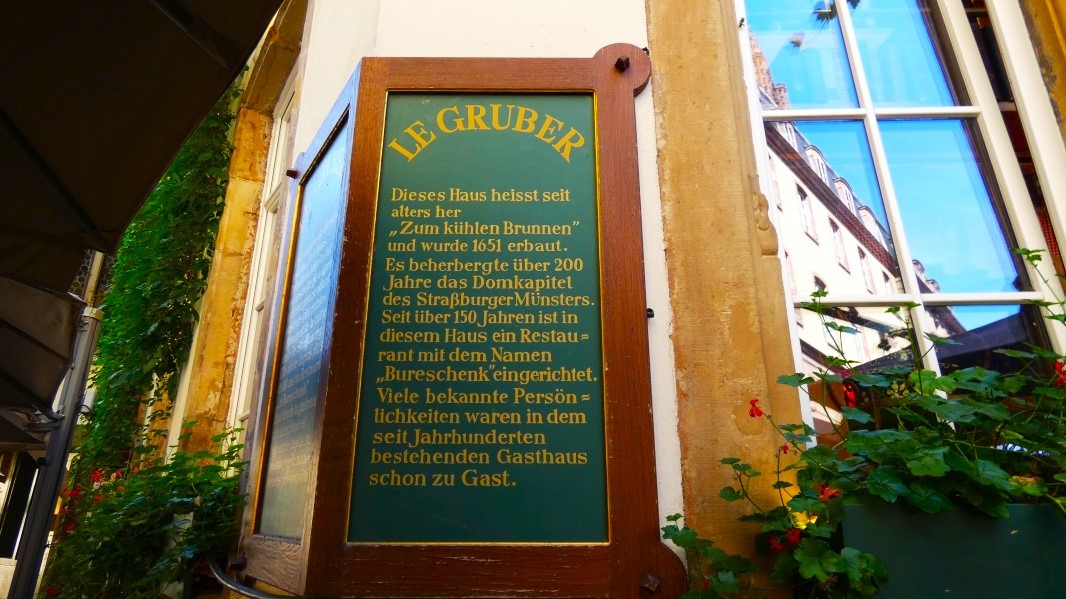 LE GRUBER
Dieses Haus heisst seit
alters her
„Zum kühlen Brunnen”
und wurde 1651 erbaut.
Es beherbergte über 200
Jahre das Domkapitel
des Straßburger Münsters.
Seit über 150 Jahren ist in
diesem Haus ein Restau=
rant mit dem Namen
„Bureschenk” eingerichtet.
Viele bekannte Persön=
lichkeiten waren in dem
seit Jahrhunderten
bestehenden Gasthaus
schon zu Gast.